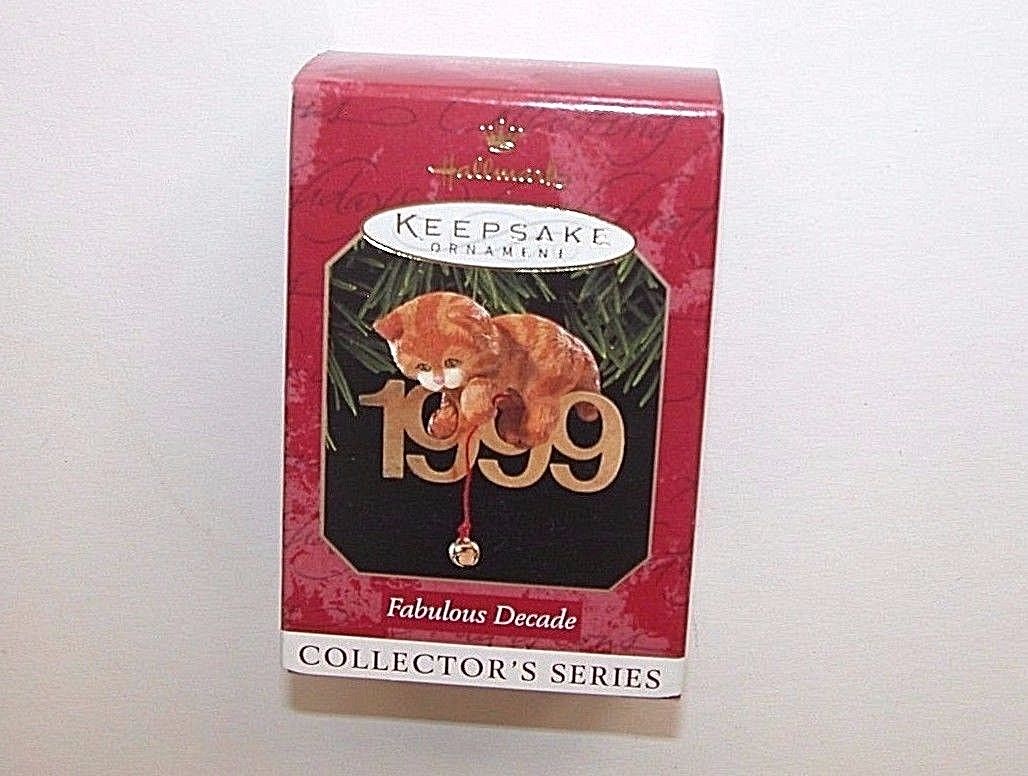 Hallmark
KEEPSAKE
ORNAMENT
1999
Fabulous Decade
COLLECTOR'S SERIES